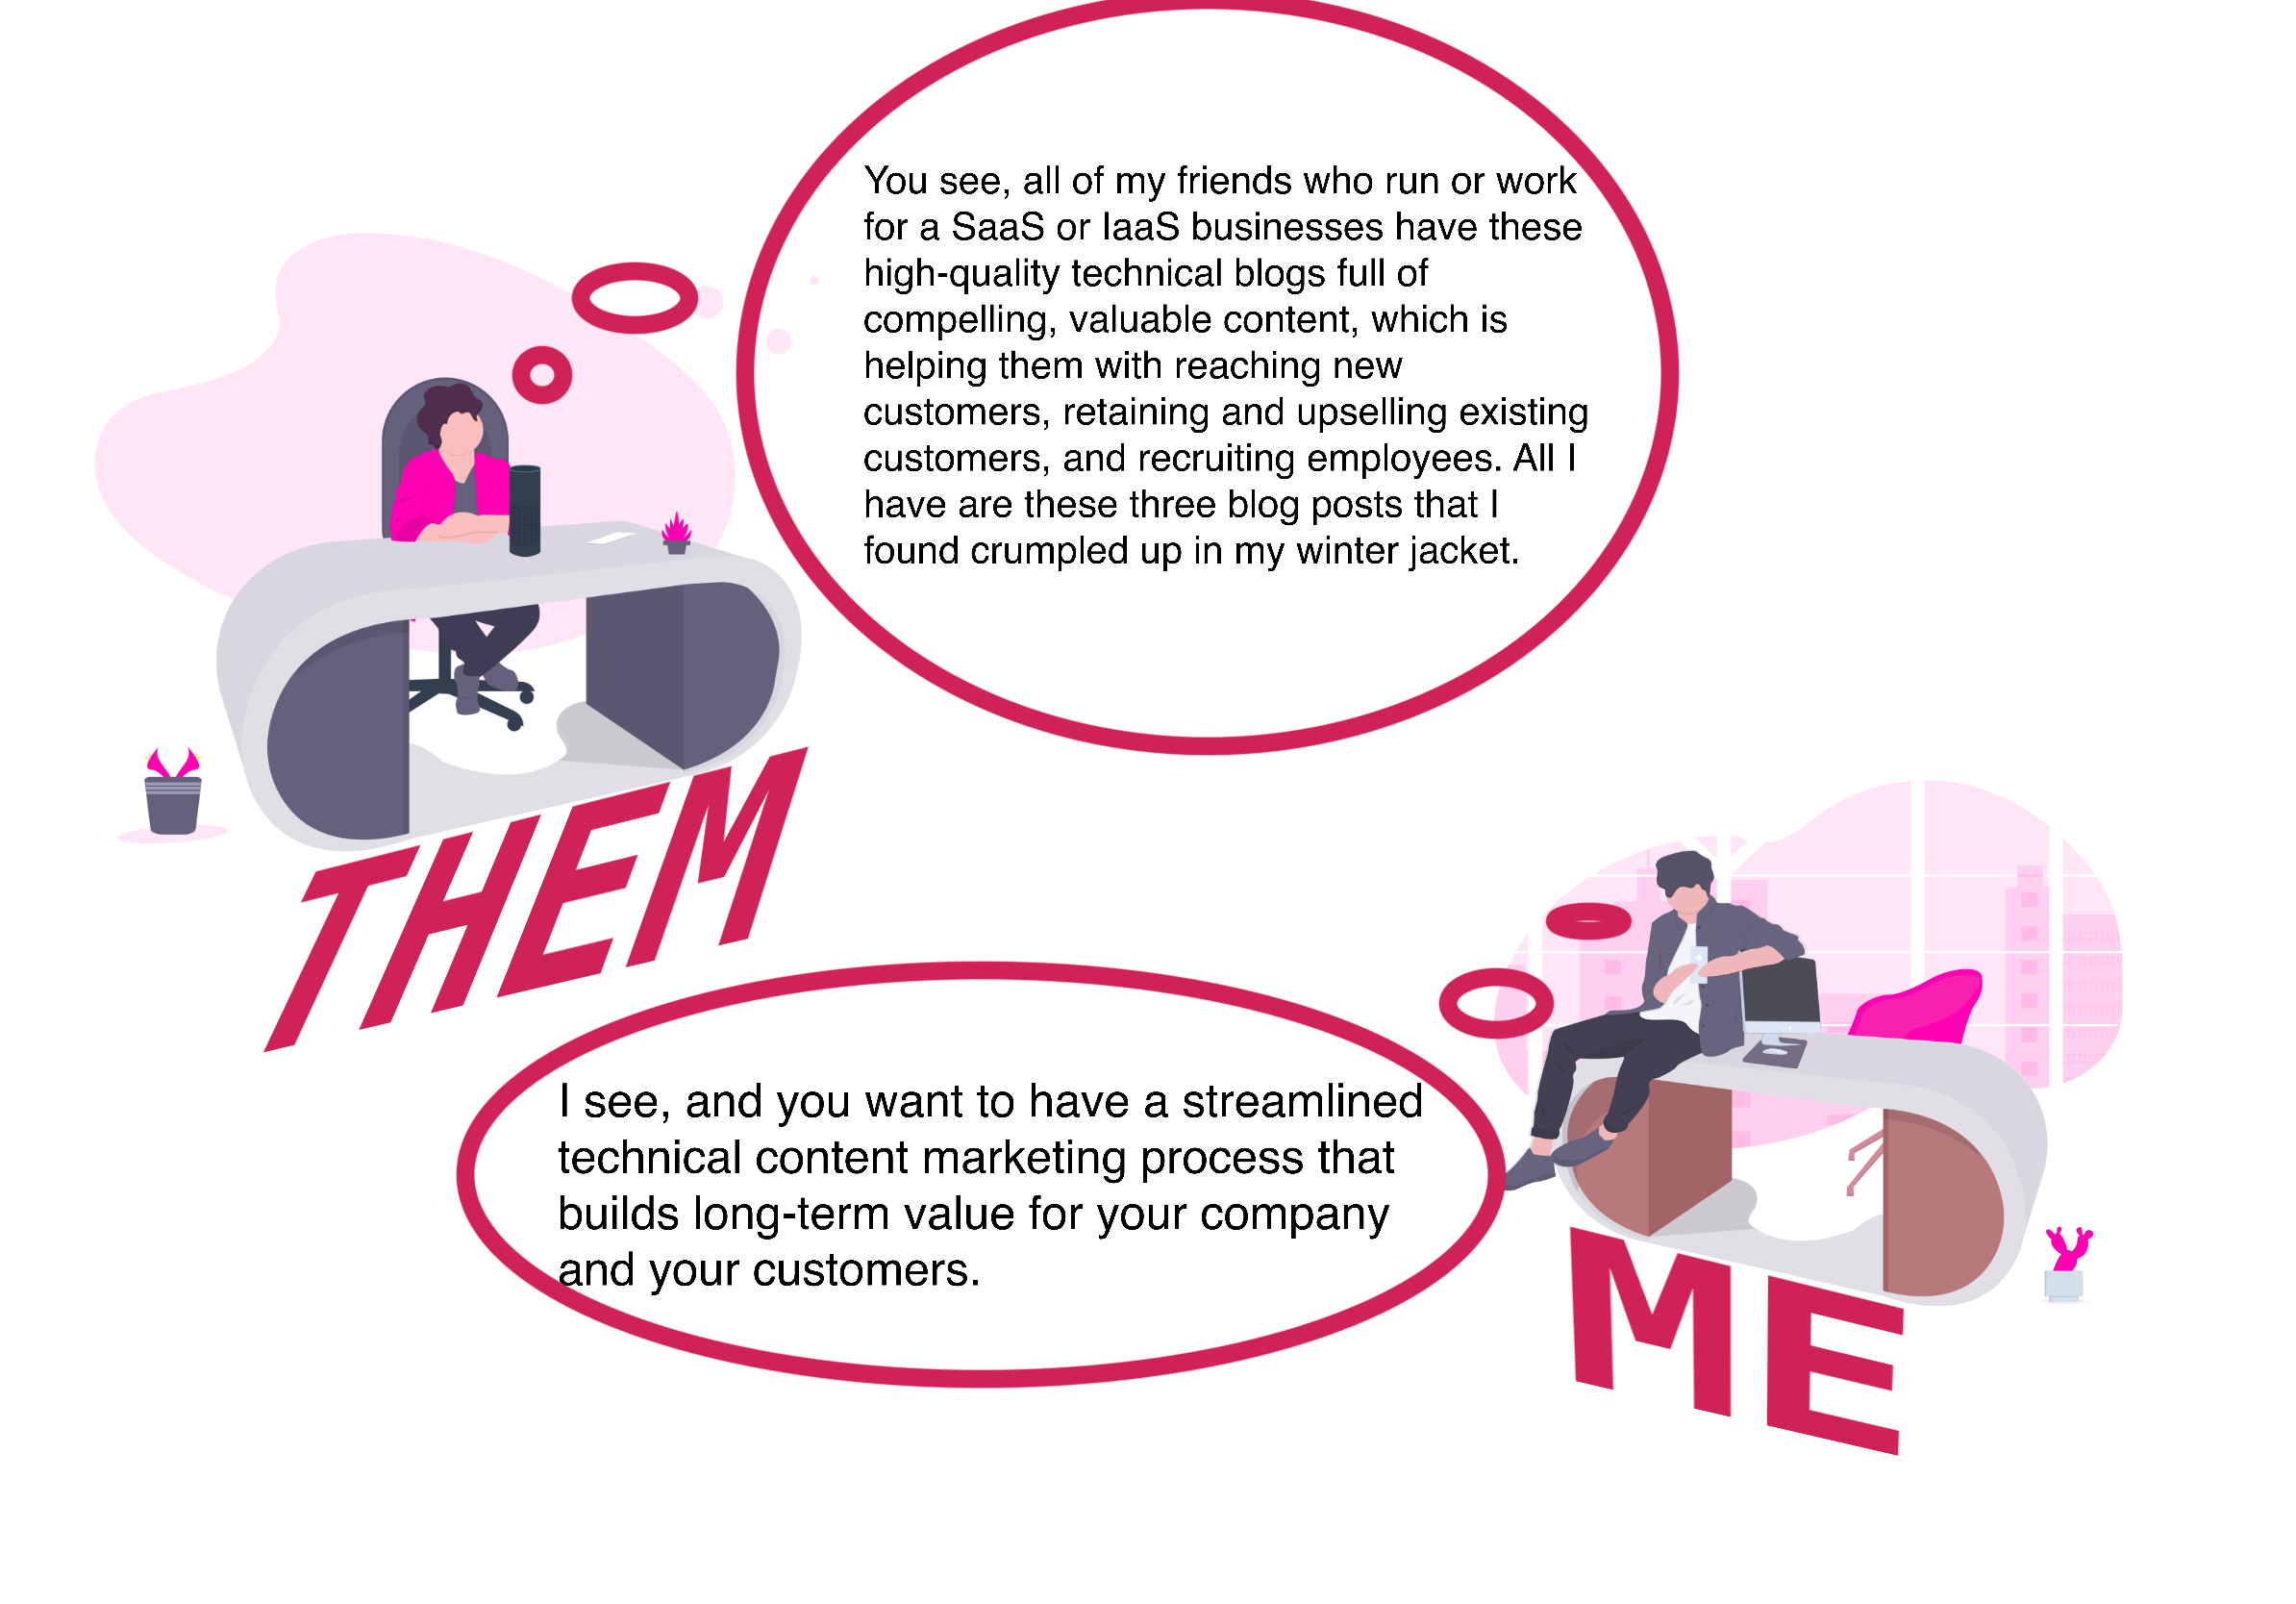 You see, all of my friends who run or work
for a SaaS or IaaS businesses have these
high-quality technical blogs full of
compelling, valuable content, which is
helping them with reaching new
customers, retaining and upselling existing
customers, and recruiting employees. All I
have are these three blog posts that I
found crumpled up in my winter jacket.
THEM
I see, and you want to have a streamlined
technical content marketing process that
builds long-term value for your company
and your customers.
ME